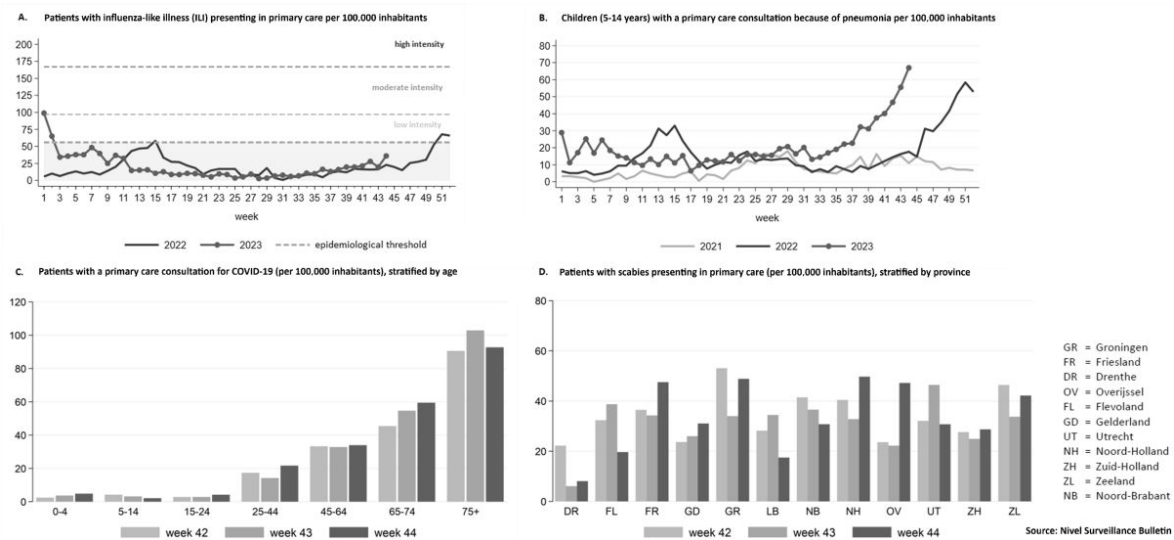 A. Patients with influenza-like illness (ILI) presenting in primary care per 100.000 inhabitants
200
175
150
125
100
75
50
25
0
high intensity
moderate intensity
low intensity
1 3 5 7 9 11 13 15 17 19 21 23 25 27 29 31 33 35 37 39 41 43 45 47 49 51
week
2022 2023 epidemiological threshold
B. Children (5-14 years) with a primary care consultation because of pneumonia per 100.000 inhabitants
80
70
60
50
40
30
20
10
0
1 3 5 7 9 11 13 15 17 19 21 23 25 27 29 31 33 35 37 39 41 43 45 47 49 51
week
2021 2022 2023
C. Patients with a primary care consultation for COVID-19 (per 100.000 inhabitants), stratified by age
120
100
80
60
40
20
0
0-4 5-14 15-24 25-44 45-64 65-74 75+
week 42 week 43 week 44
D. Patients with scabies presenting in primary care (per 100.000 inhabitants), stratified by province
80
60
40
20
0
DR FL FR GD GR LB NB NH OV UT ZH ZL
week 42 week 43 week 44
GR = Groningen
FR = Friesland
DR = Drenthe
OV = Overijssel
FL = Flevoland
GD = Gelderland
UT = Utrecht
NH = Noord-Holland
ZH = Zuid-Holland
ZL = Zeeland
NB = Noord-Brabant
Source: Nivel Surveillance Bulletin